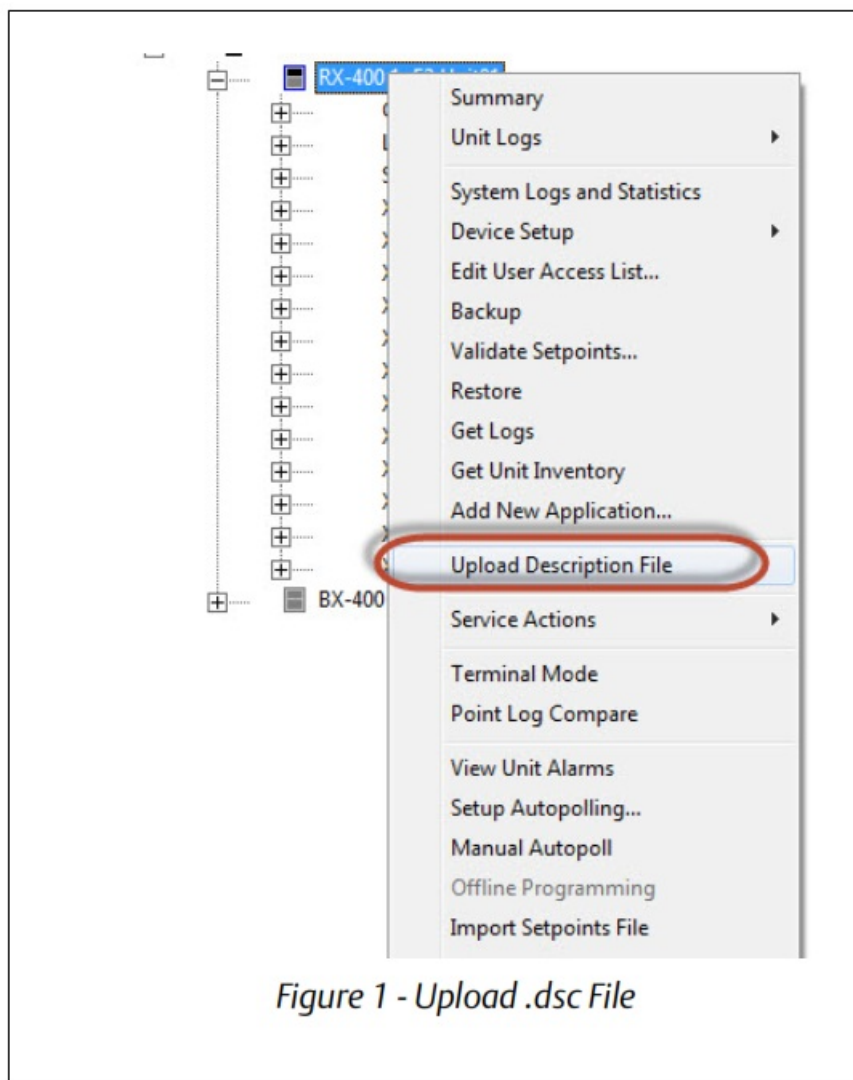 RX-400
Summary
Unit Logs
System Logs and Statistics
Device Setup
Edit User Access List...
Backup
Validate Setpoints...
Restore
Get Logs
Get Unit Inventory
Add New Application...
Upload Description File
BX-400
Service Actions
Terminal Mode
Point Log Compare
View Unit Alarms
Setup Autopolling...
Manual Autopoll
Offline Programming
Import Setpoints File
Figure 1 - Upload .dsc File